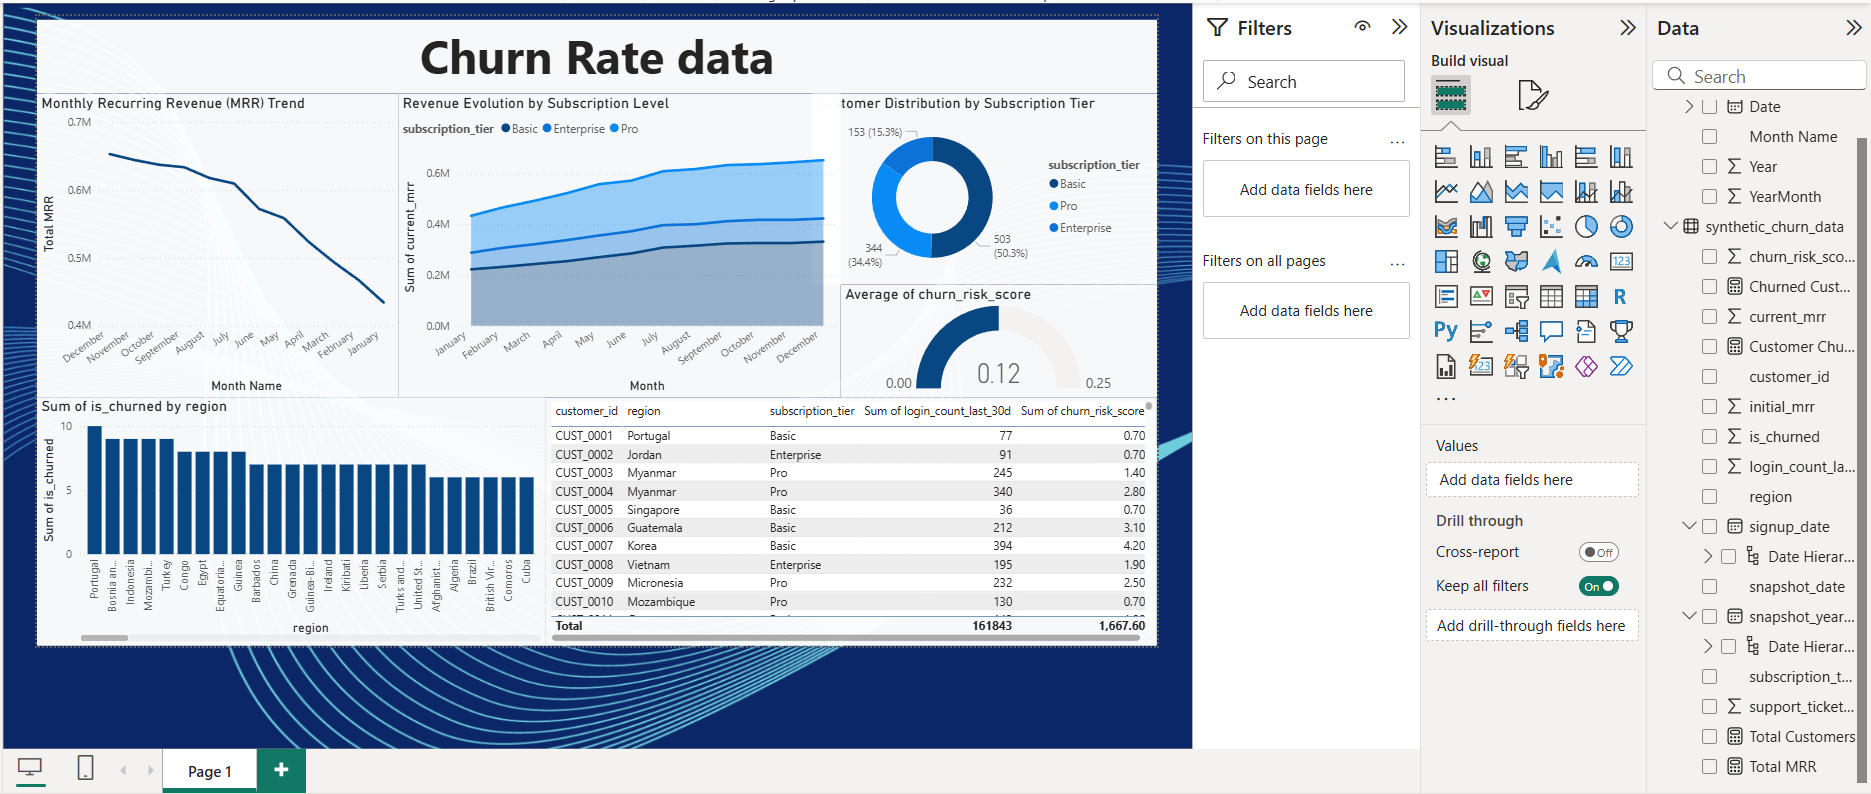 Churn Rate data
Monthly Recurring Revenue (MRR) Trend
0.7M
0.6M
0.5M
0.4M
Total MRR
December
November
October
September
August
July
June
May
April
March
February
January
Month Name
Revenue Evolution by Subscription Level
subscription_tier Basic Enterprise Pro
0.6M
0.4M
0.2M
0.0M
Sum of current_mrr
January
February
March
April
May
June
July
August
September
October
November
December
Month
tomer Distribution by Subscription Tier
153 (15.3%)
344
(34.4%)
503
(50.3%)
subscription_tier
Basic
Pro
Enterprise
Average of churn_risk_score
0.12
0.00
0.25
Sum of is_churned by region
10
5
0
Sum of is_churned
Portugal
Bosnia an...
Indonesia
Mozambi...
Turkey
Congo
Egypt
Equatoria...
Guinea
Barbados
China
Grenada
Guinea-Bi...
Ireland
Kiribati
Liberia
Serbia
Turks and...
United St...
Afghanist...
Algeria
Brazil
British Vir...
Comoros
Cuba
region
customer_id region subscription_tier Sum of login_count_last_30d Sum of churn_risk_score
CUST_0001 Portugal Basic 77 0.70
CUST_0002 Jordan Enterprise 91 0.70
CUST_0003 Myanmar Pro 245 1.40
CUST_0004 Myanmar Pro 340 2.80
CUST_0005 Singapore Basic 36 0.70
CUST_0006 Guatemala Basic 212 3.10
CUST_0007 Korea Basic 394 4.20
CUST_0008 Vietnam Enterprise 195 1.90
CUST_0009 Micronesia Pro 232 2.50
CUST_0010 Mozambique Pro 130 0.70
Total 161843 1,667.60
Page 1
+
Filters
Search
Filters on this page ...
Add data fields here
Filters on all pages ...
Add data fields here
Visualizations
Build visual
123
R
Py
123
...
Values
Add data fields here
Drill through
Cross-report Off
Keep all filters On
Add drill-through fields here
Data
Search
Date
Month Name
Year
YearMonth
synthetic_churn_data
churn_risk_sco...
Churned Cust...
current_mrr
Customer Chu...
customer_id
initial_mrr
is_churned
login_count_la...
region
signup_date
Date Hierar...
snapshot_date
snapshot_year...
Date Hierar...
subscription_t...
support_ticket...
Total Customers
Total MRR